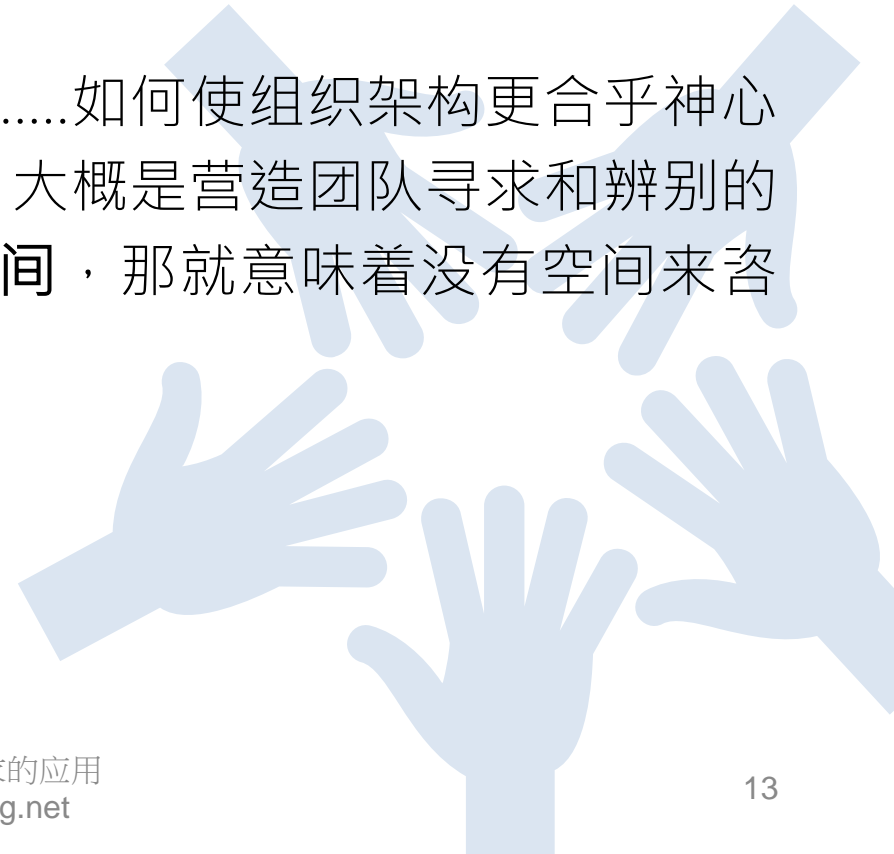 .....如何使组织架构更合乎神心
大概是营造团队寻求和辨别的
间，那就意味着没有空间来咨
的应用
g.net
13